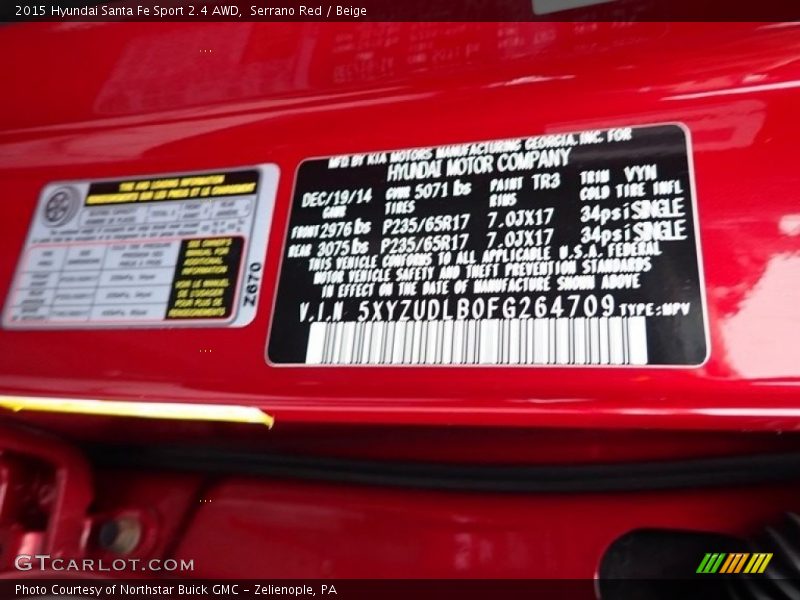 2015 Hyundai Santa Fe Sport 2.4 AWD,  Serrano Red / Beige
MFD BY KIA MOTORS MANUFACTURING GEORGIA, INC. FOR
HYUNDAI MOTOR COMPANY
DEC/19/14 GVWR 5071 lbs PAINT TR3 TRIM VYN
GAWR TIRES RIMS COLD TIRE INFL
FRONT 2976 lbs P235/65R17 7.0JX17 34psi SINGLE
REAR 3075 lbs P235/65R17 7.0JX17 34psi SINGLE
THIS VEHICLE CONFORMS TO ALL APPLICABLE U.S.A. FEDERAL
MOTOR VEHICLE SAFETY AND THEFT PREVENTION STANDARDS
IN EFFECT ON THE DATE OF MANUFACTURE SHOWN ABOVE
V.I.N 5XYZUDLB0FG264709 TYPE:MPV
Z670
GTCARLOT.COM
Photo Courtesy of Northstar Buick GMC - Zelienople, PA